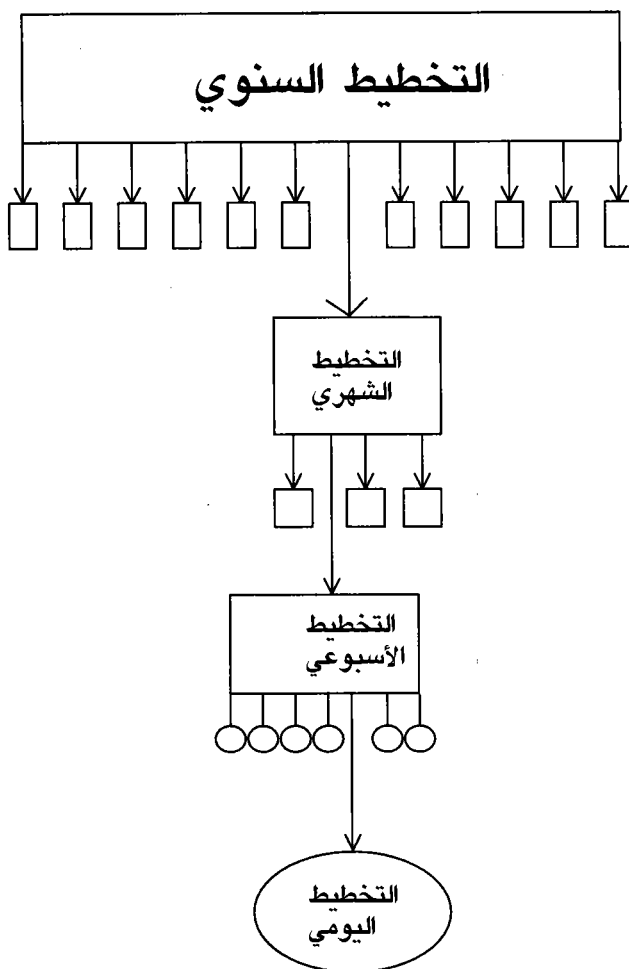 التخطيط السنوي
التخطيط
الشهري
التخطيط
الأسبوعي
التخطيط
اليومي